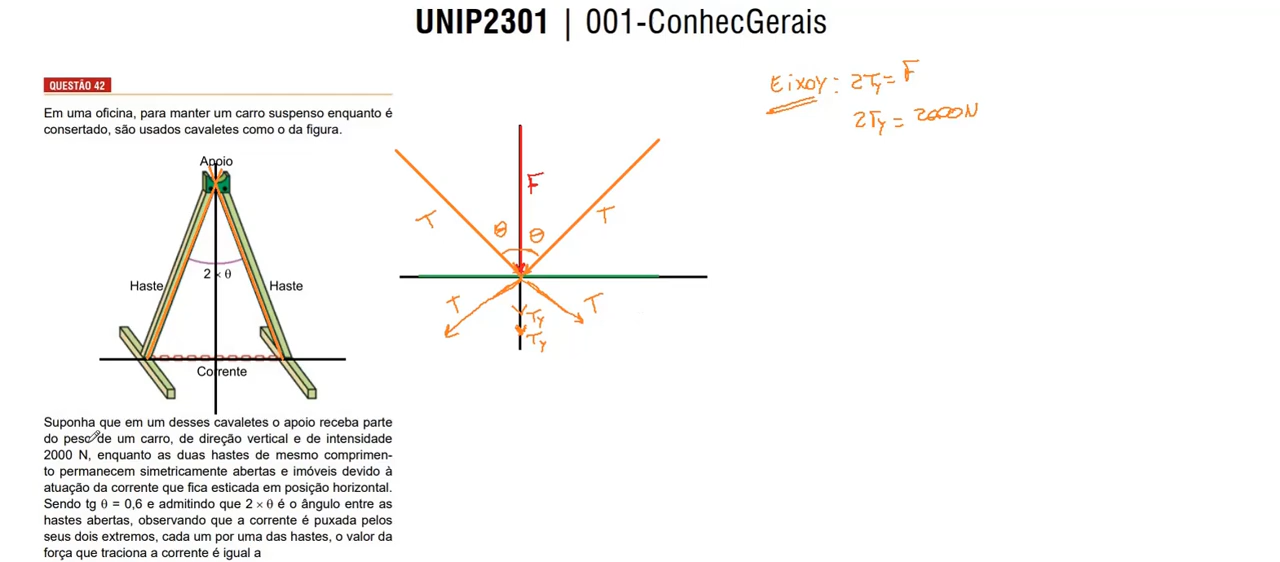 UNIP2301 | 001-ConhecGerais
QUESTÃO 42
Em uma oficina, para manter um carro suspenso enquanto é
consertado, são usados cavaletes como o da figura.
Apoio
2 × θ
Haste
Haste
Corrente
Suponha que em um desses cavaletes o apoio receba parte
do peso de um carro, de direção vertical e de intensidade
2000 N, enquanto as duas hastes de mesmo comprimen-
to permanecem simetricamente abertas e imóveis devido à
atuação da corrente que fica esticada em posição horizontal.
Sendo tg θ = 0,6 e admitindo que 2 × θ é o ângulo entre as
hastes abertas, observando que a corrente é puxada pelos
seus dois extremos, cada um por uma das hastes, o valor da
força que traciona a corrente é igual a
F
T
θ
θ
T
T
T
Ty
Ty
Eixo y: 2Ty = F
2Ty = 2000N